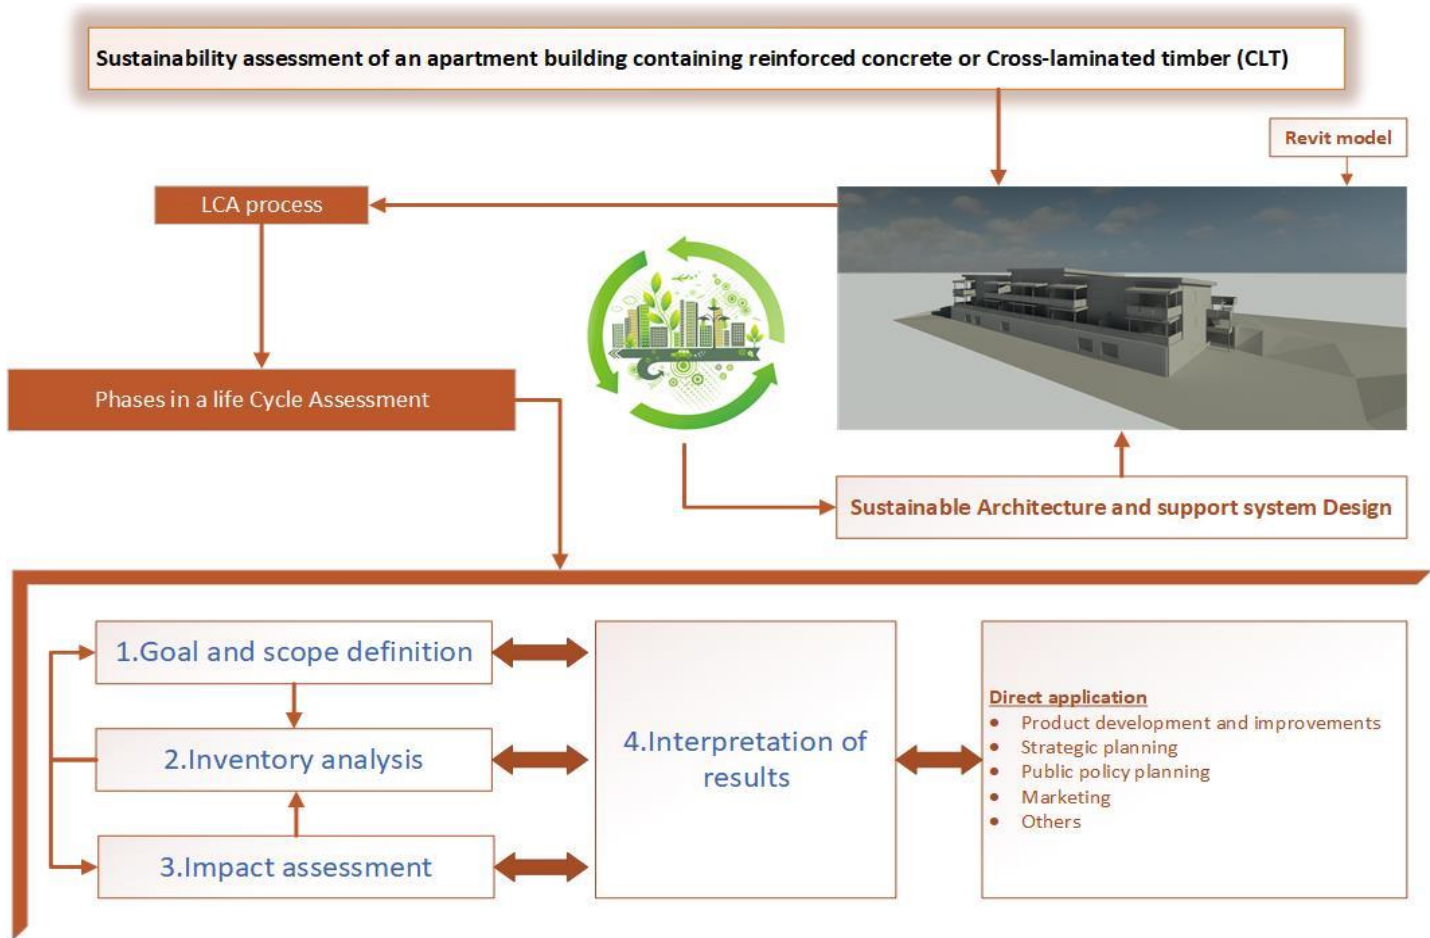 Sustainability assessment of an apartment building containing reinforced concrete or Cross-laminated timber (CLT)
Revit model
LCA process
Phases in a life Cycle Assessment
Sustainable Architecture and support system Design
1.Goal and scope definition
2.Inventory analysis
3.Impact assessment
4.Interpretation of
results
Direct application
● Product development and improvements
● Strategic planning
● Public policy planning
● Marketing
● Others